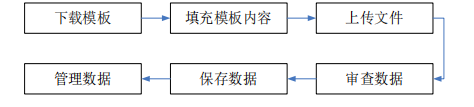 下载模板
填充模板内容
上传文件
审查数据
保存数据
管理数据